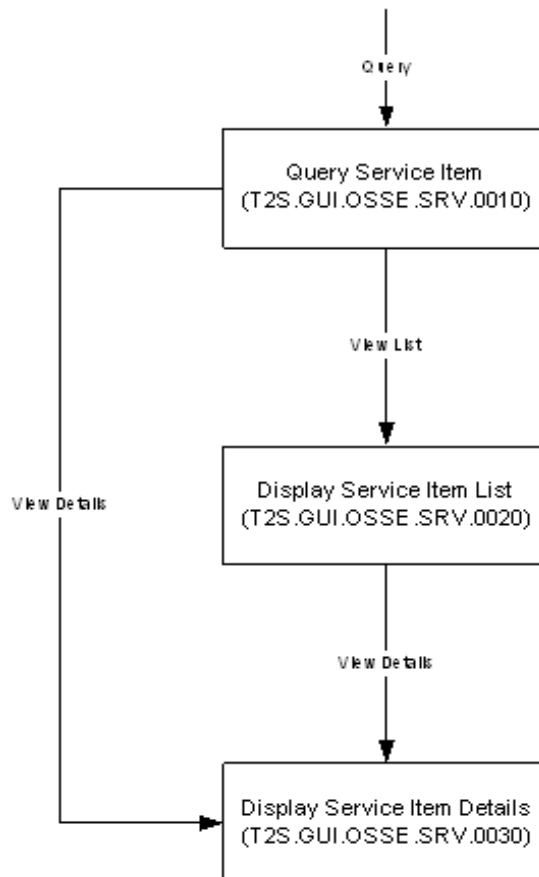 Query
Query Service Item
(T2S.GUI.OSSE.SRV.0010)
View List
Display Service Item List
(T2S.GUI.OSSE.SRV.0020)
View Details
View Details
Display Service Item Details
(T2S.GUI.OSSE.SRV.0030)